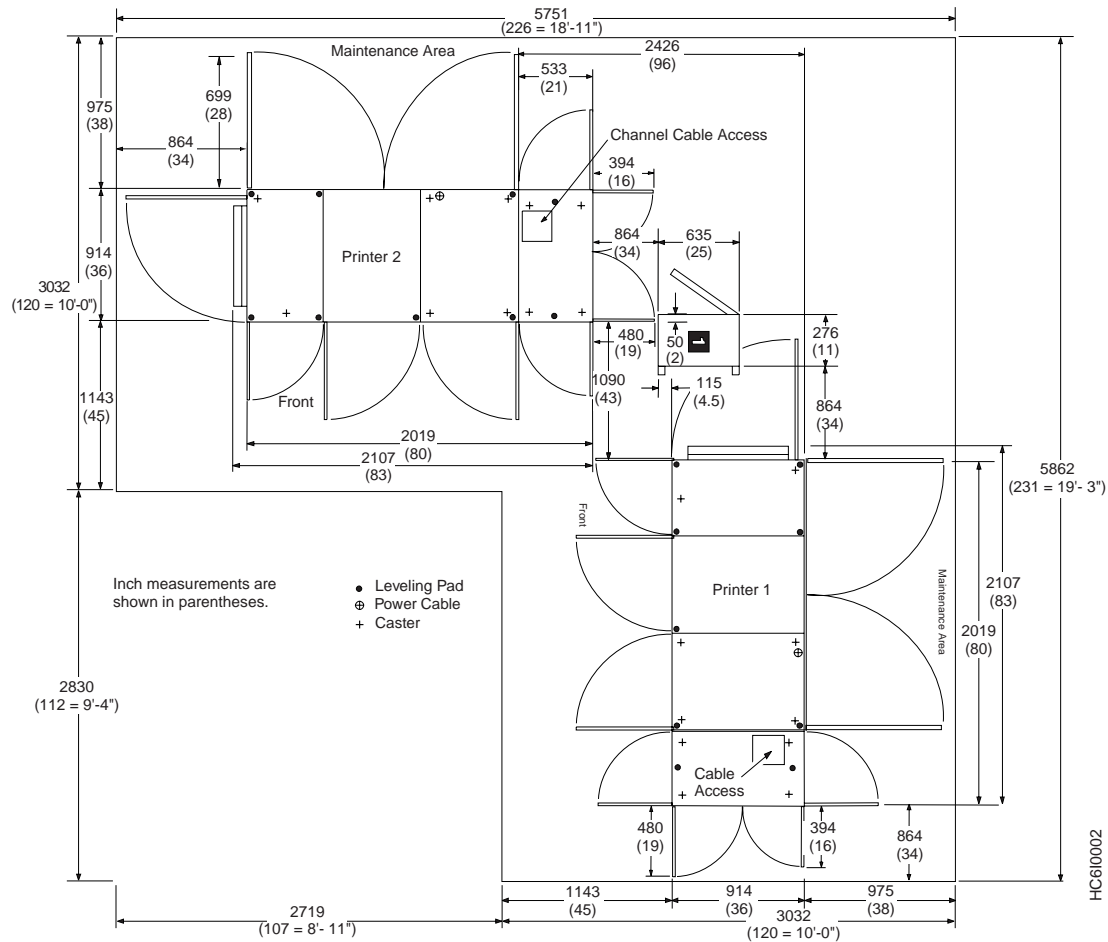 5751
(226 = 18'-11")
Maintenance Area
2426
(96)
533
(21)
699
(28)
975
(38)
864
(34)
Channel Cable Access
394
(16)
914
(36)
Printer 2
864
(34)
635
(25)
3032
(120 = 10'-0")
480
(19)
50
(2)
1
276
(11)
1090
(43)
115
(4.5)
864
(34)
1143
(45)
Front
2019
(80)
2107
(83)
5862
(231 = 19'- 3")
Front
Inch measurements are
shown in parentheses.
Leveling Pad
Power Cable
Caster
Printer 1
Maintenance Area
2107
(83)
2019
(80)
2830
(112 = 9'-4")
Cable
Access
480
(19)
394
(16)
864
(34)
HC6I0002
1143
(45)
914
(36)
975
(38)
2719
(107 = 8'- 11")
3032
(120 = 10'-0")